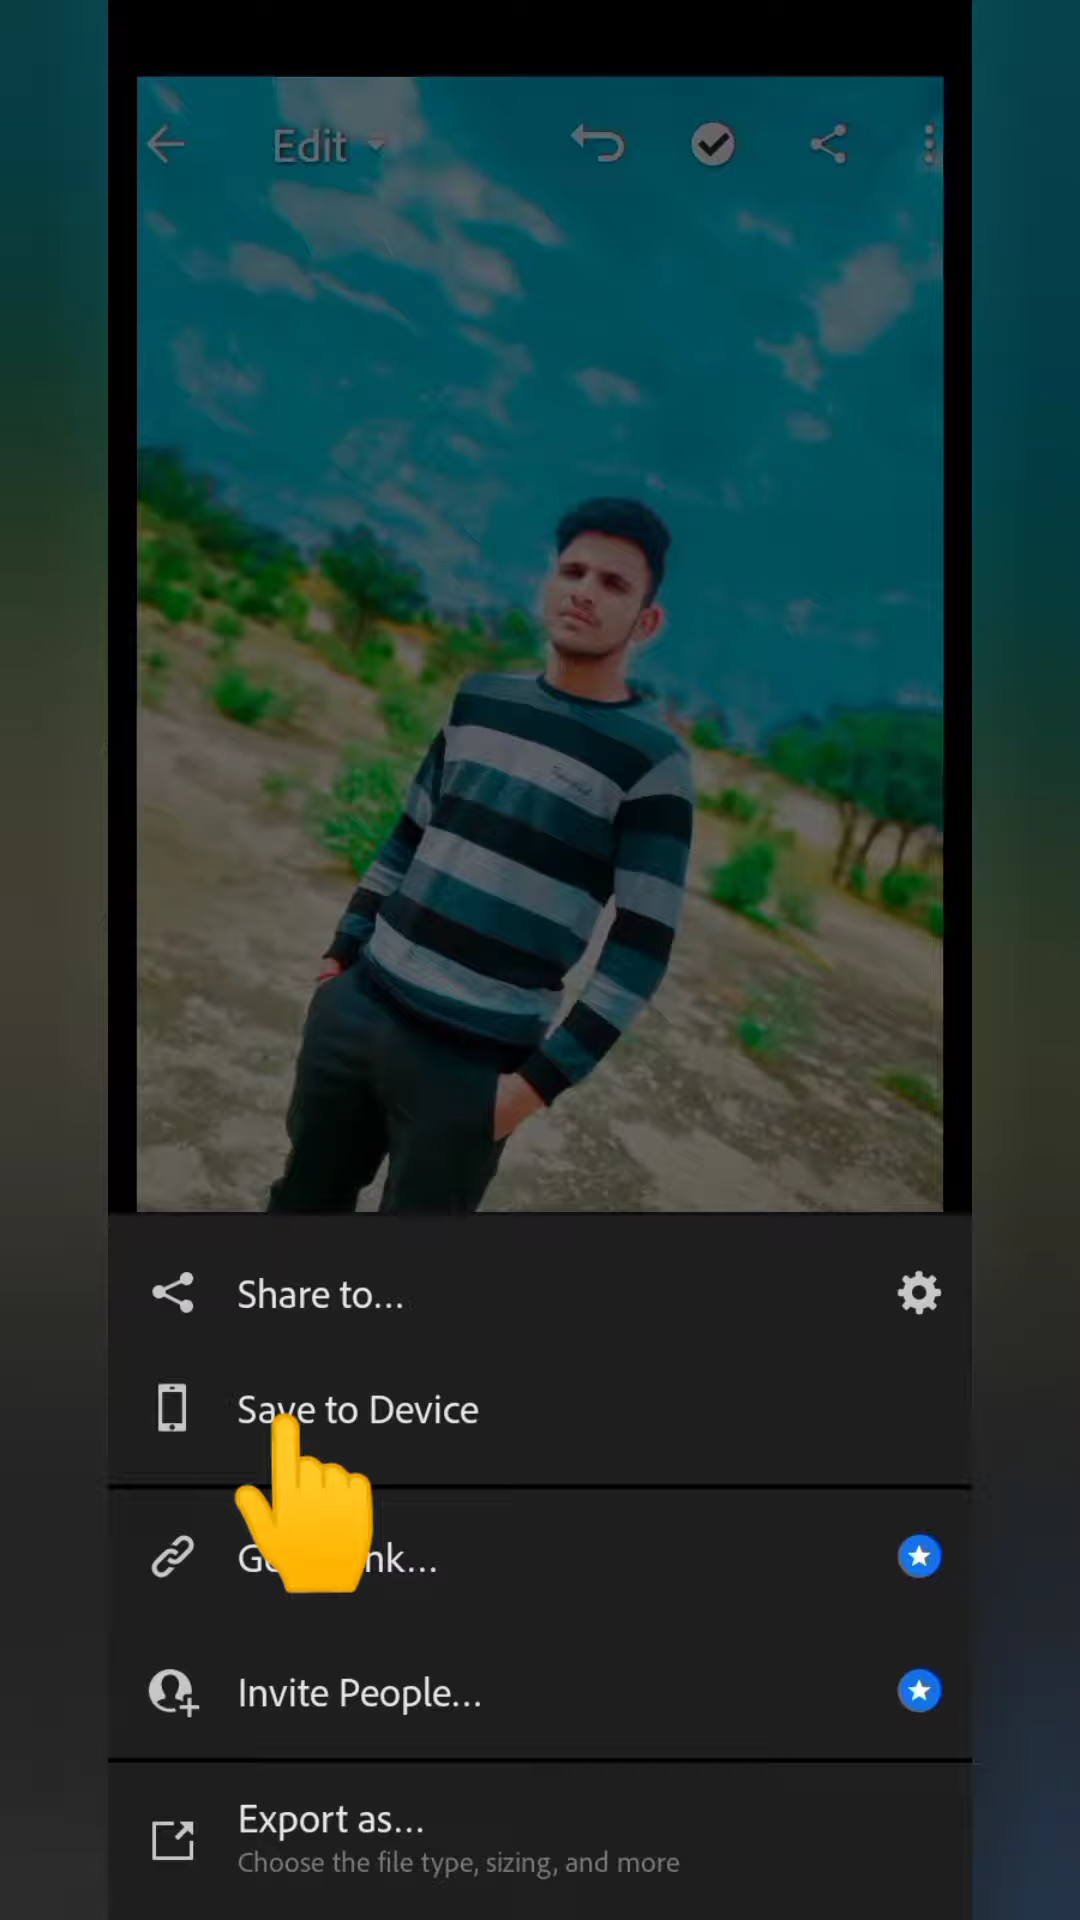 Edit
Share to...
Save to Device
Invite People...
Export as...
Choose the file type, sizing, and more